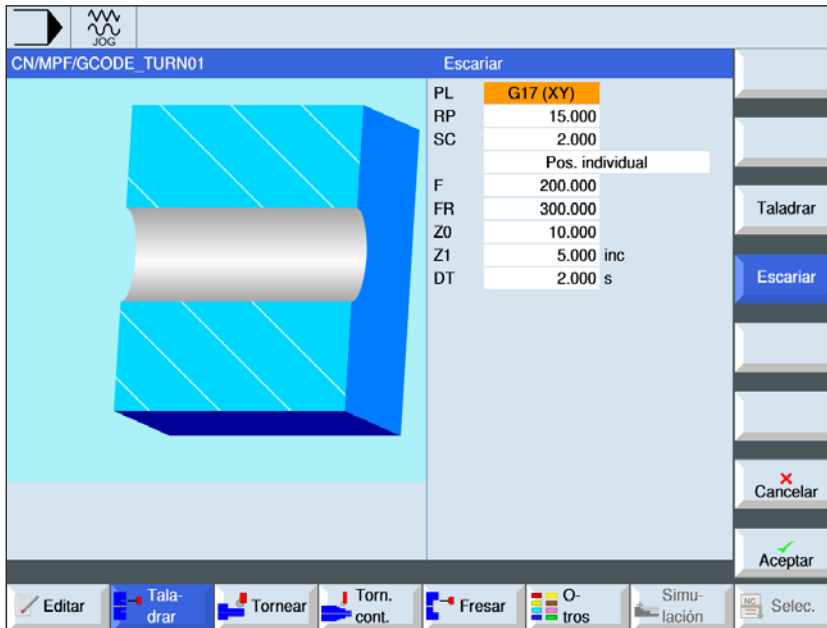 JOG
CN/MPF/GCODE_TURN01
Escariar
PL G17 (XY)
RP 15.000
SC 2.000
Pos. individual
F 200.000
FR 300.000
Z0 10.000
Z1 5.000 inc
DT 2.000 s
Taladrar
Escariar
Cancelar
Aceptar
Editar
Tala-
drar
Tornear
Torn.
cont.
Fresar
O-
tros
Simu-
lación
NC
Selec.